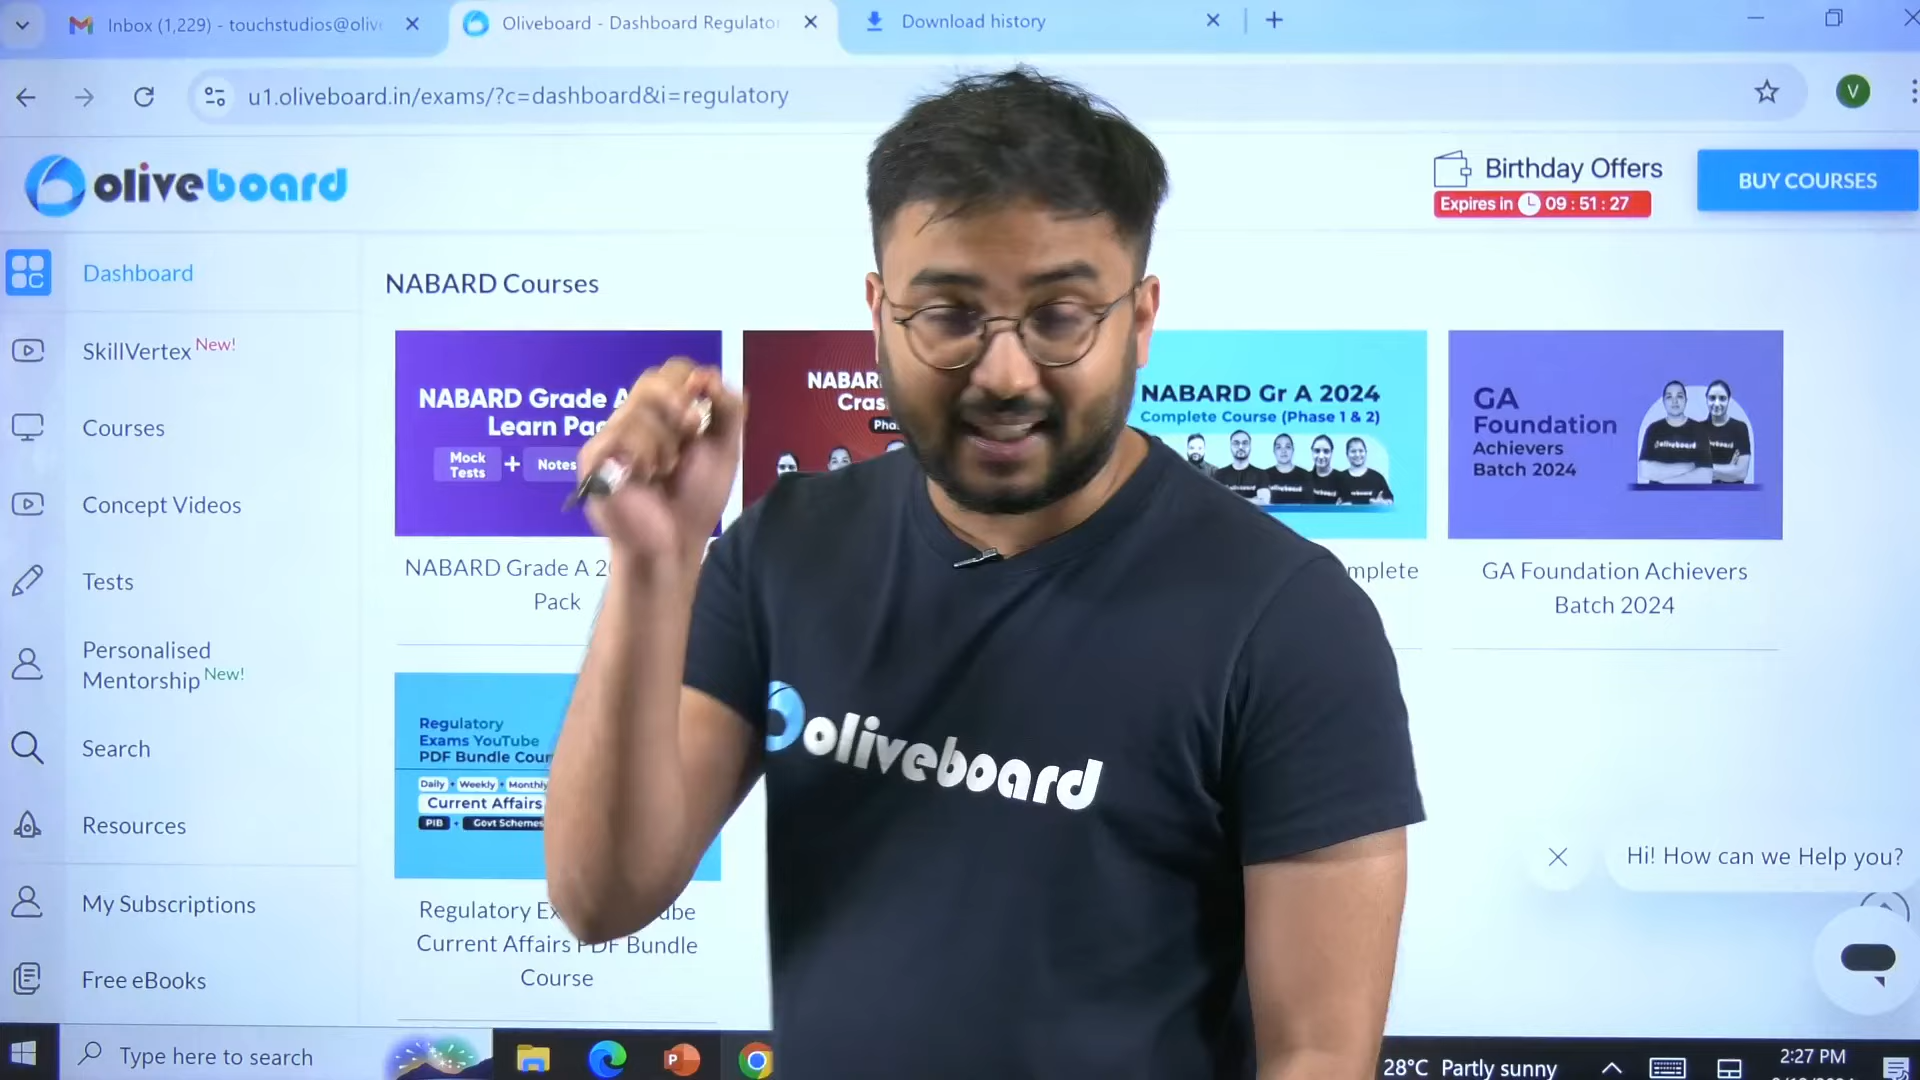 Inbox (1,229) - touchstudios@oliv
Oliveboard - Dashboard Regulato
Download history
u1.oliveboard.in/exams/?c=dashboard&i=regulatory
V
oliveboard
Birthday Offers
Expires in 09 : 51 : 27
BUY COURSES
Dashboard
SkillVertex New!
Courses
Concept Videos
Tests
Personalised
Mentorship New!
Search
Resources
My Subscriptions
Free eBooks
NABARD Courses
NABARD Grade A
Learn Pac
Mock
Tests + Notes
NABARD Grade A 20
Pack
NABAR
Cras
Pha
NABARD Gr A 2024
Complete Course (Phase 1 & 2)
mplete
GA
Foundation
Achievers
Batch 2024
GA Foundation Achievers
Batch 2024
Regulatory
Exams YouTube
PDF Bundle Cour
Daily + Weekly + Monthly
Current Affairs
PIB + Govt Schemes
Regulatory Ex ube
Current Affairs PDF Bundle
Course
oliveboard
Hi! How can we Help you?
Type here to search
28°C Partly sunny
2:27 PM